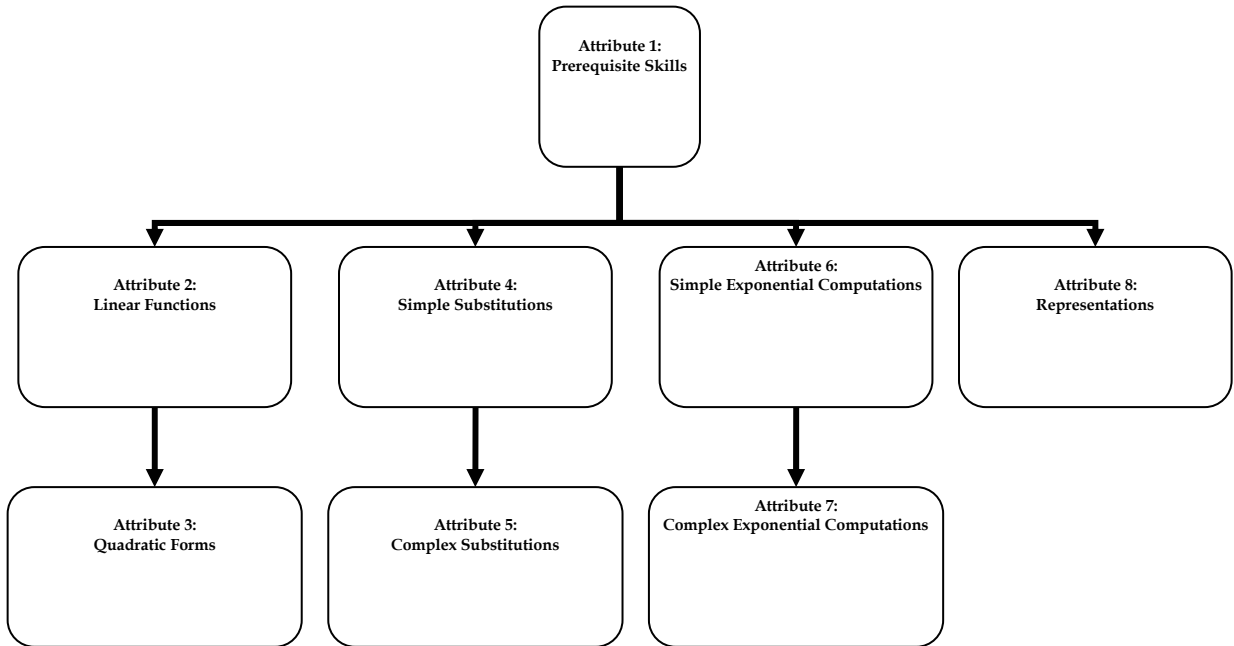 Attribute 1:
Prerequisite Skills
Attribute 2:
Linear Functions
Attribute 4:
Simple Substitutions
Attribute 6:
Simple Exponential Computations
Attribute 8:
Representations
Attribute 3:
Quadratic Forms
Attribute 5:
Complex Substitutions
Attribute 7:
Complex Exponential Computations